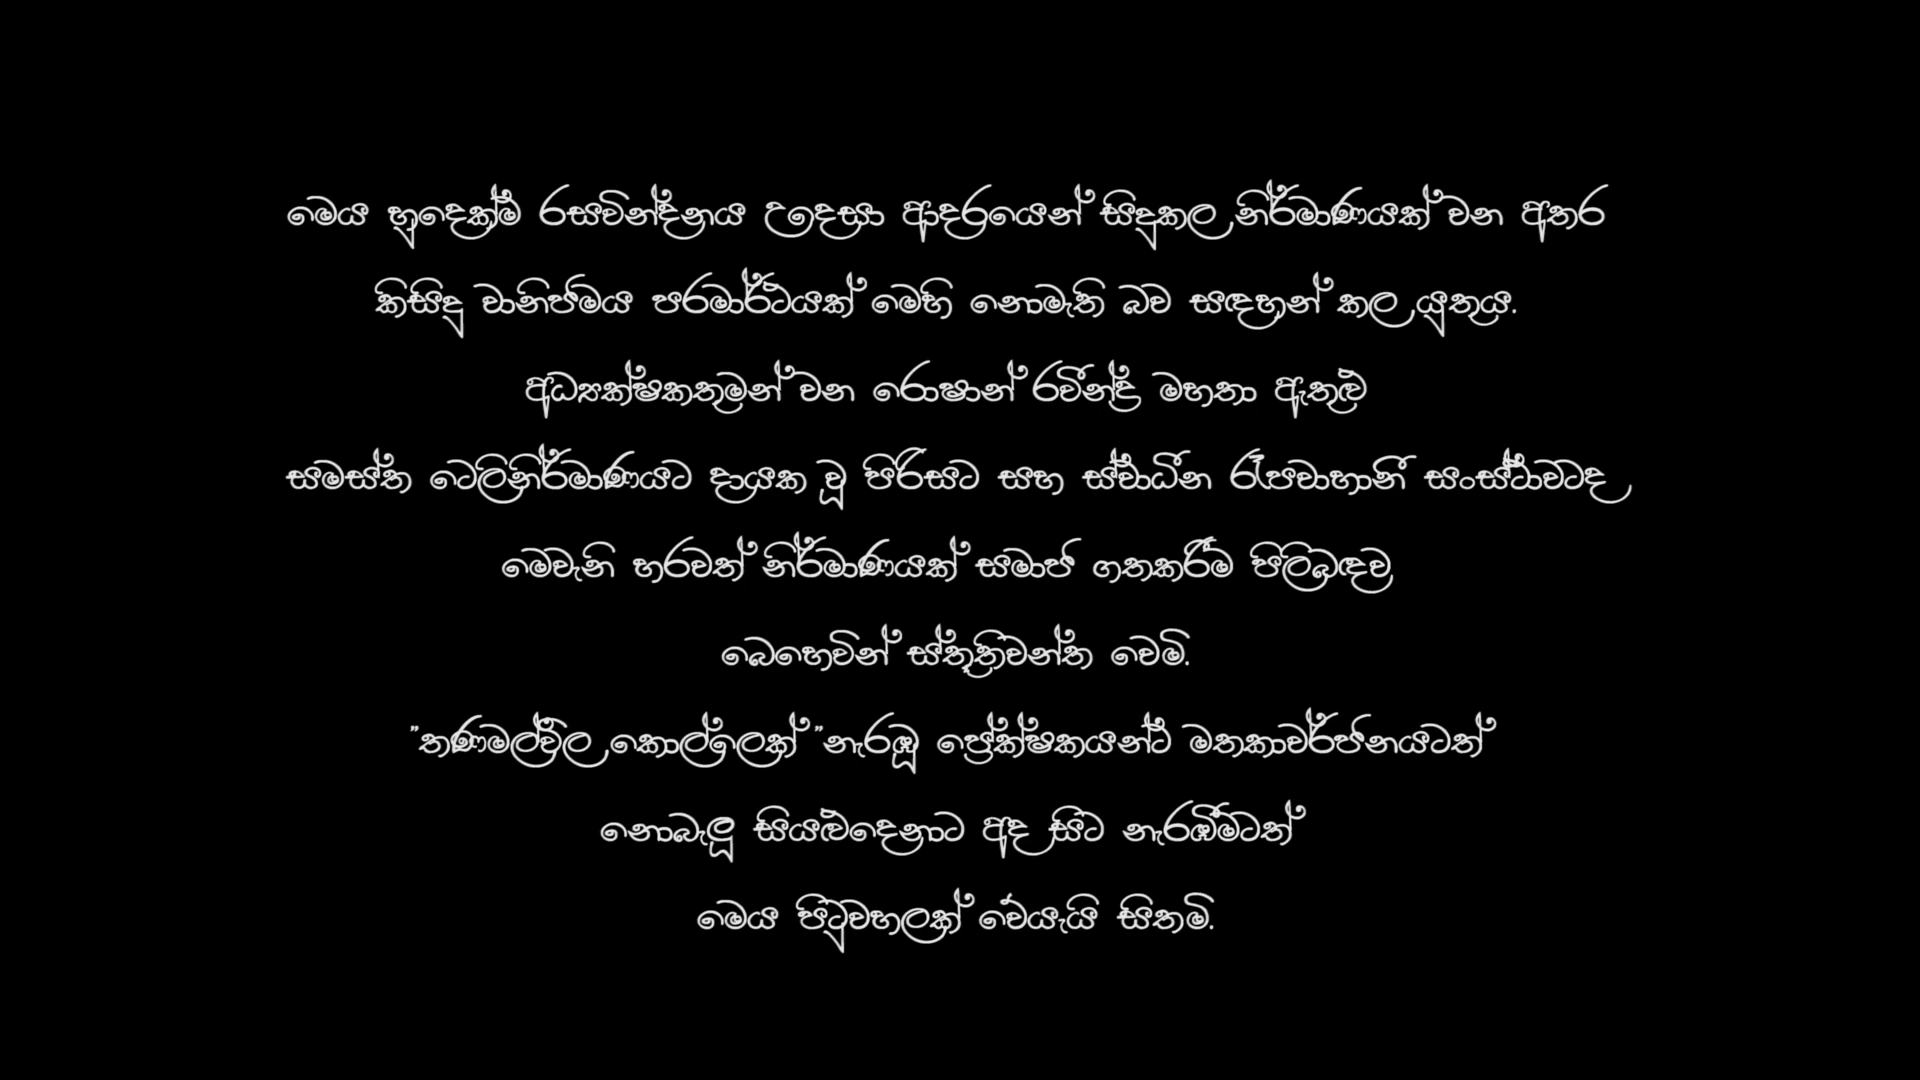 මෙය හුදෙක්ම රසවින්දනය උදෙසා ආදරයෙන් සිදුකල නිර්මාණයක් වන අතර
කිසිදු වානිජමය පරමාර්ථයක් මෙහි නොමැති බව සඳහන් කල යුතුය.
අධ්‍යක්ෂකතුමන් වන රොෂාන් රවීන්ද්‍ර මහතා ඇතුළු
සමස්ත ටෙලිනිර්මාණයට දායක වූ පිරිසට සහ ස්වාධීන රූපවාහානී සංස්ථාවටද
මෙවැනි හරවත් නිර්මාණයක් සමාජ ගතකරීම පිලිබඳව
බෙහෙවින් ස්තූතිවන්ත වෙමි.
"තණමල්විල කොල්ලෙක් "නැරඹූ ප්‍රේක්ෂකයන්ට මතකාවර්ජනයටත්
නොබැලූ සියළුදෙනාට අද සිට නැරඹීමටත්
මෙය පිටුවහලක් වේයැයි සිතමි.